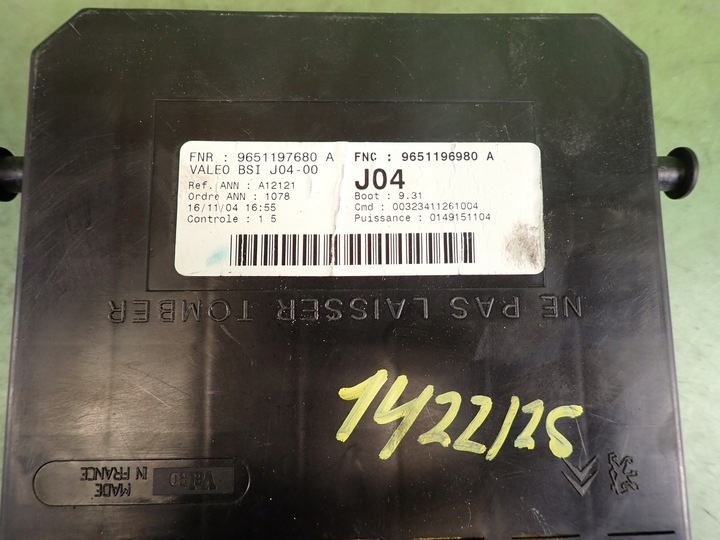 FNR : 9651197680 A
VALEO BSI J04-00
Ref. ANN : A12121
Ordre ANN : 1078
16/11/04 16:55
Controle : 1 5
FNC : 9651196980 A
J04
Boot : 9.31
Cmd : 00323411261004
Puissance : 0149151104
NE PAS LAISSER TOMBER
1422/28
Valeo
MADE
IN FRANCE